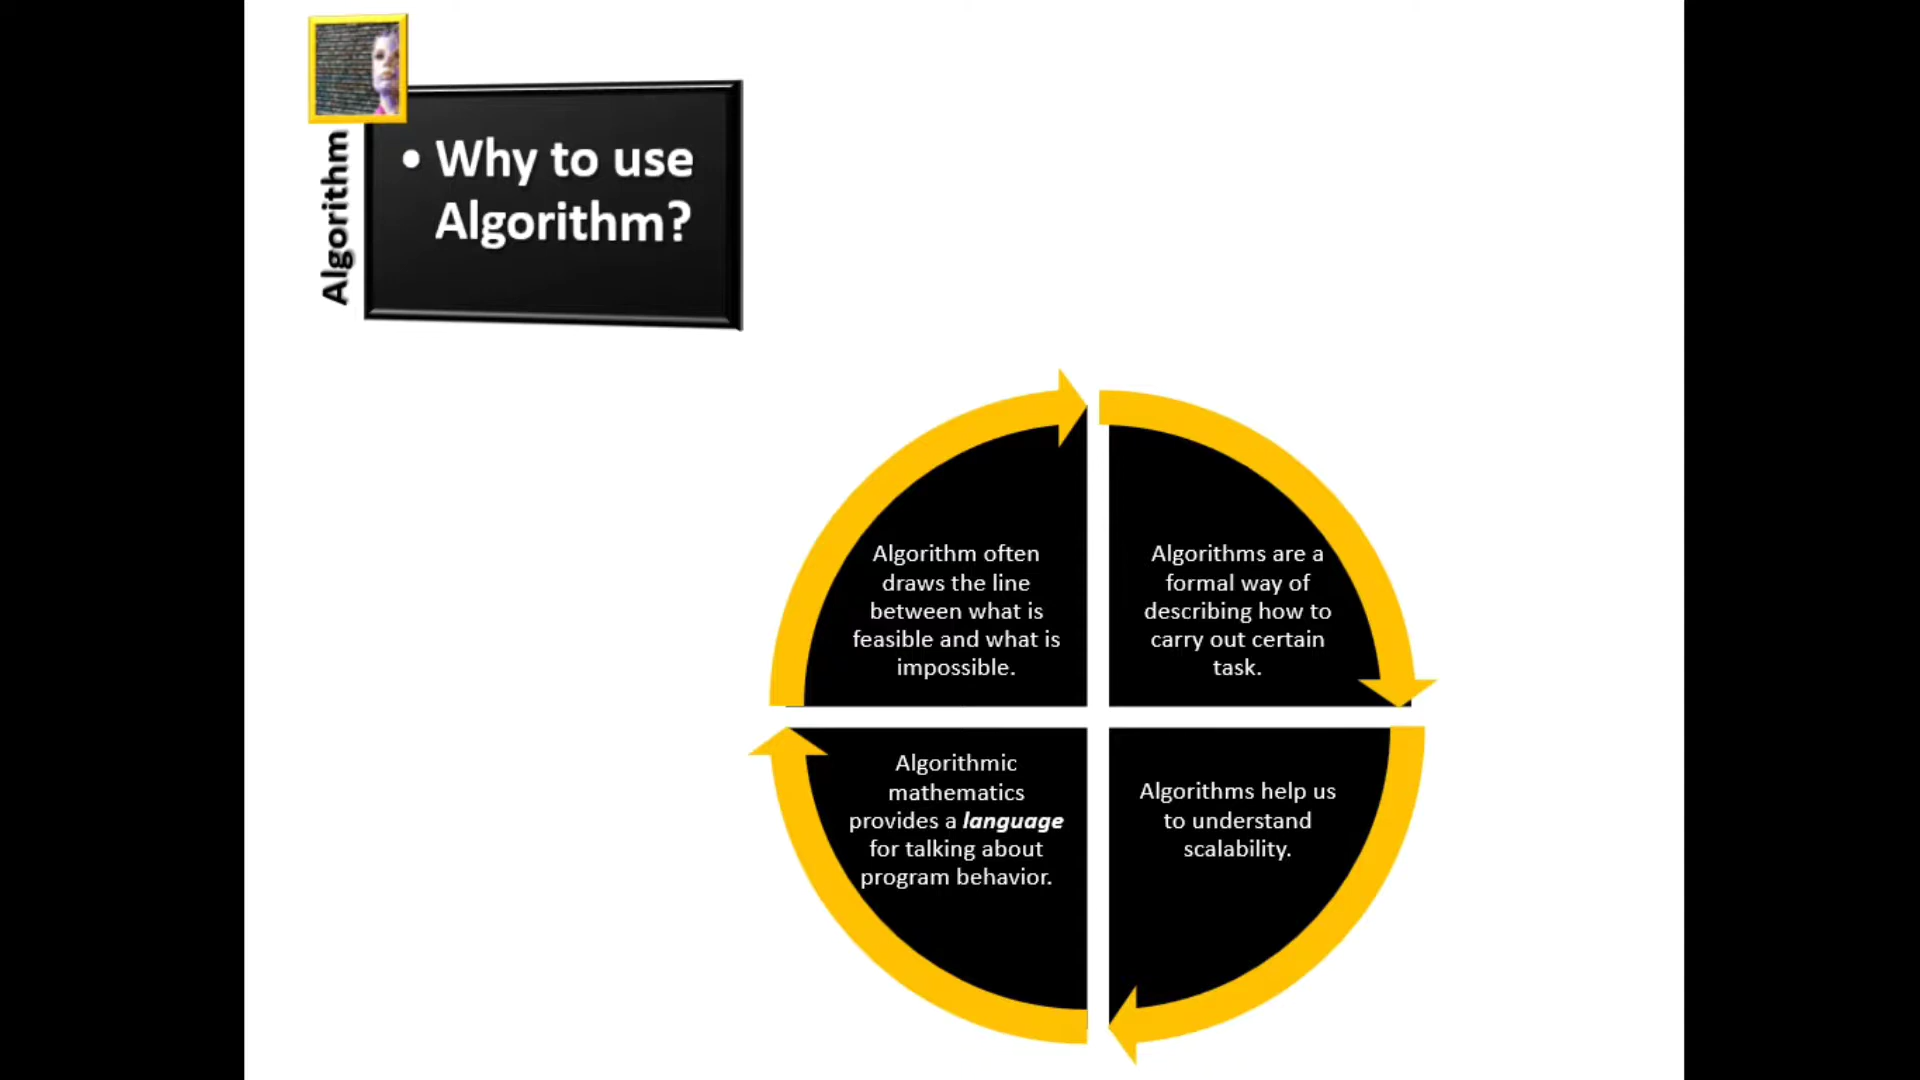 Algorithm
• Why to use
Algorithm?
Algorithm often
draws the line
between what is
feasible and what is
impossible.
Algorithms are a
formal way of
describing how to
carry out certain
task.
Algorithmic
mathematics
provides a language
for talking about
program behavior.
Algorithms help us
to understand
scalability.